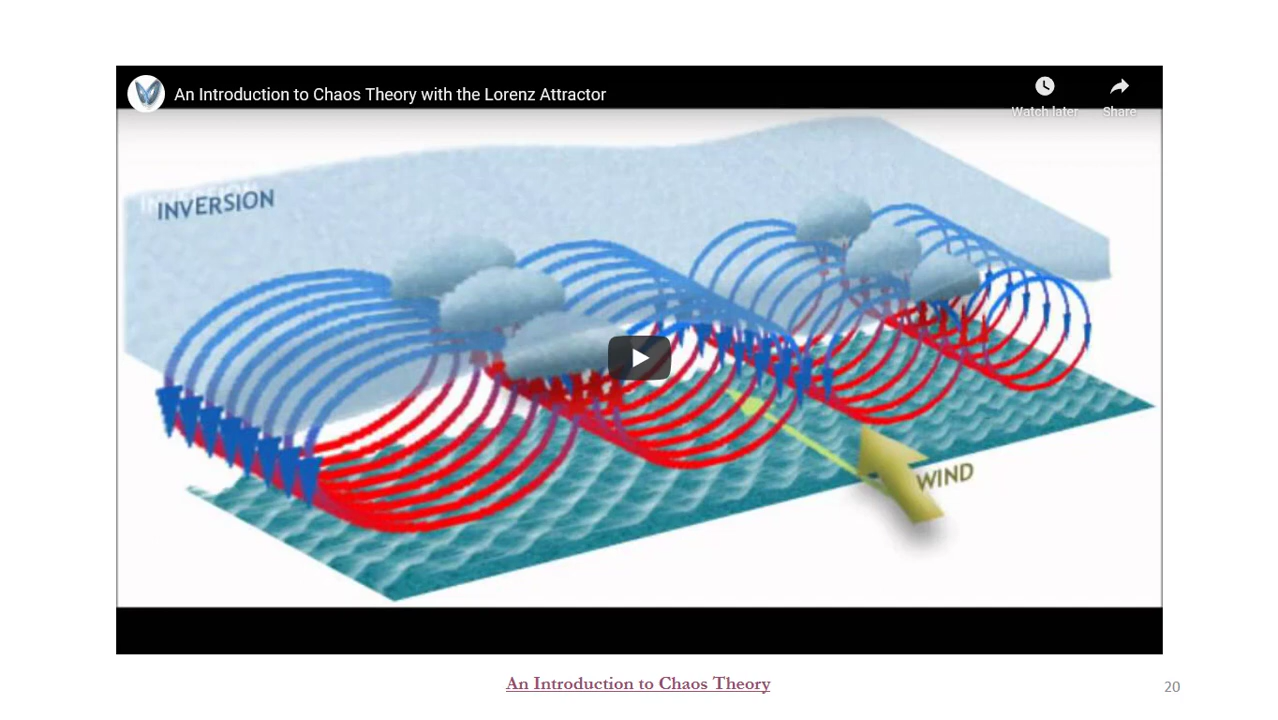 An Introduction to Chaos Theory with the Lorenz Attractor
Watch later
Share
INVERSION
INVERSION
WIND
An Introduction to Chaos Theory
20